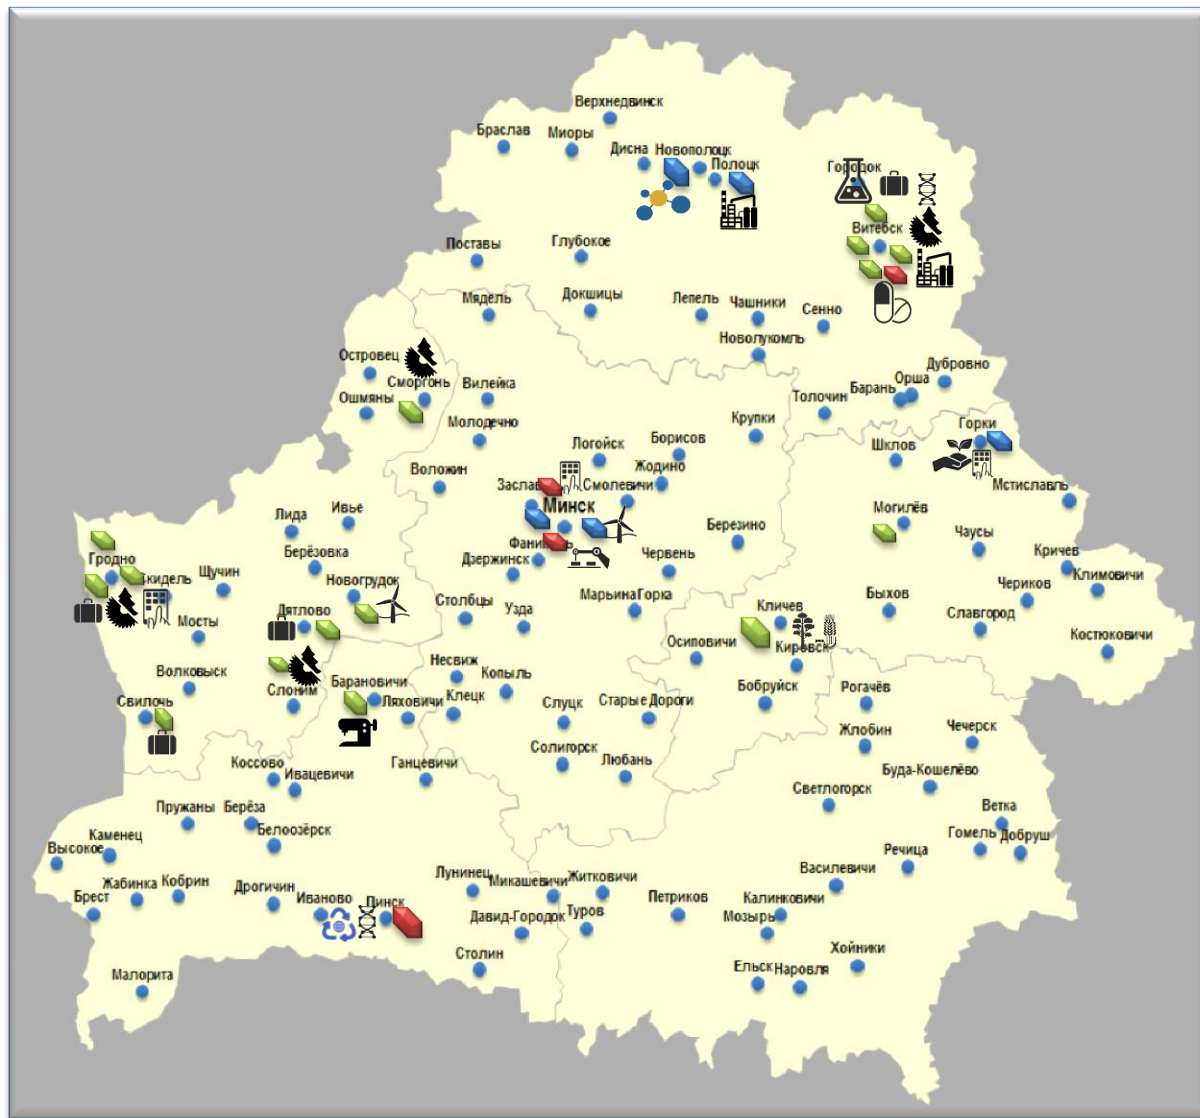 Верхнедвинск
Браслав
Миоры
Дисна
Новополоцк
Полоцк
Городок
Витебск
Поставы
Глубокое
Мядель
Докшицы
Лепель
Чашники
Сенно
Новолукомль
Островец
Сморгонь
Ошмяны
Вилейка
Молодечно
Дубровно
Орша
Барань
Толочин
Крупки
Горки
Шклов
Логойск
Борисов
Жодино
Смолевичи
Воложин
Минск
Мстиславль
Могилёв
Лида
Ивье
Березино
Чаусы
Гродно
Скидель
Щучин
Берёзовка
Дзержинск
Червень
Кричев
Климовичи
Новогрудок
Чериков
Мосты
Дятлово
Столбцы
Узда
Марьина Горка
Кличев
Быхов
Славгород
Осиповичи
Кировск
Костюковичи
Волковыск
Слоним
Барановичи
Несвиж
Копыль
Свилочь
Ляховичи
Клецк
Слуцк
Старые Дороги
Бобруйск
Рогачёв
Жлобин
Чечерск
Коссово
Ивацевичи
Ганцевичи
Солигорск
Любань
Буда-Кошелёво
Светлогорск
Пружаны
Берёза
Белоозёрск
Ветка
Гомель
Добруш
Каменец
Высокое
Речица
Василевичи
Жабинка
Кобрин
Брест
Дрогичин
Иваново
Пинск
Лунинец
Микашевичи
Житковичи
Петриков
Калинковичи
Мозырь
Давид-Городок
Туров
Столин
Хойники
Ельск
Наровля
Малорита